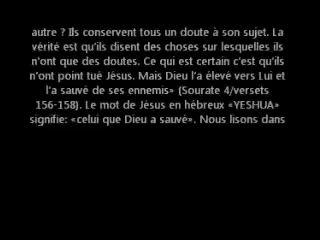 autre ? Ils conservent tous un doute à son sujet. La
vérité est qu'ils disent des choses sur lesquelles ils
n'ont que des doutes. Ce qui est certain c'est qu'ils
n'ont point tué Jésus. Mais Dieu l'a élevé vers Lui et
l'a sauvé de ses ennemis» (Sourate 4/versets
156-158). Le mot de Jésus en hébreux «YESHUA»
signifie: «celui que Dieu a sauvé». Nous lisons dans